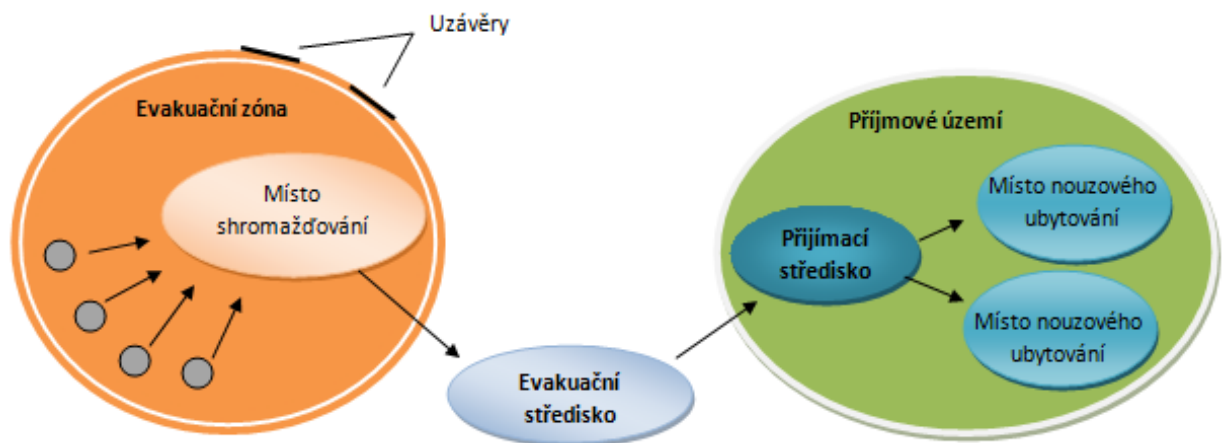 Uzávěry
Evakuační zóna
Místo
shromažďování
Evakuační
středisko
Příjmové území
Přijímací
středisko
Místo nouzového
ubytování
Místo nouzového
ubytování